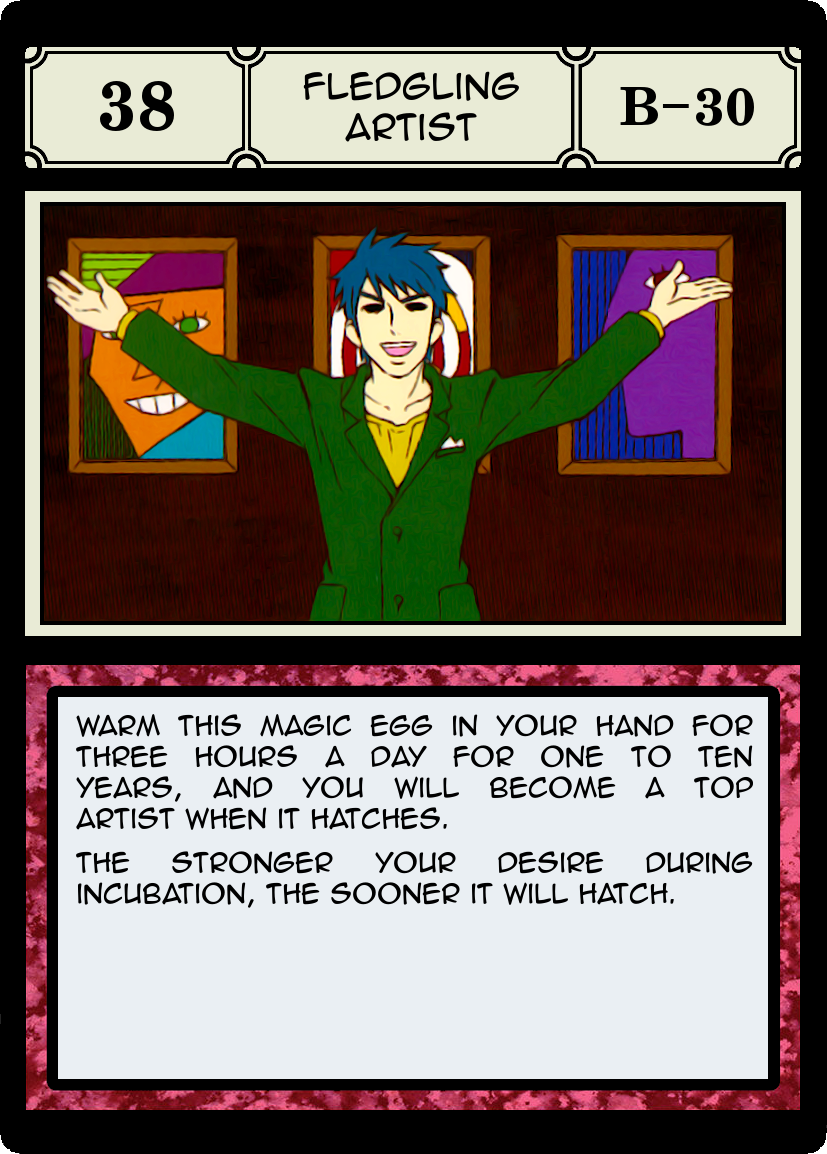 38
FLEDGLING
ARTIST
B-30
WARM THIS MAGIC EGG IN YOUR HAND FOR
THREE HOURS A DAY FOR ONE TO TEN
YEARS, AND YOU WILL BECOME A TOP
ARTIST WHEN IT HATCHES.
THE STRONGER YOUR DESIRE DURING
INCUBATION, THE SOONER IT WILL HATCH.